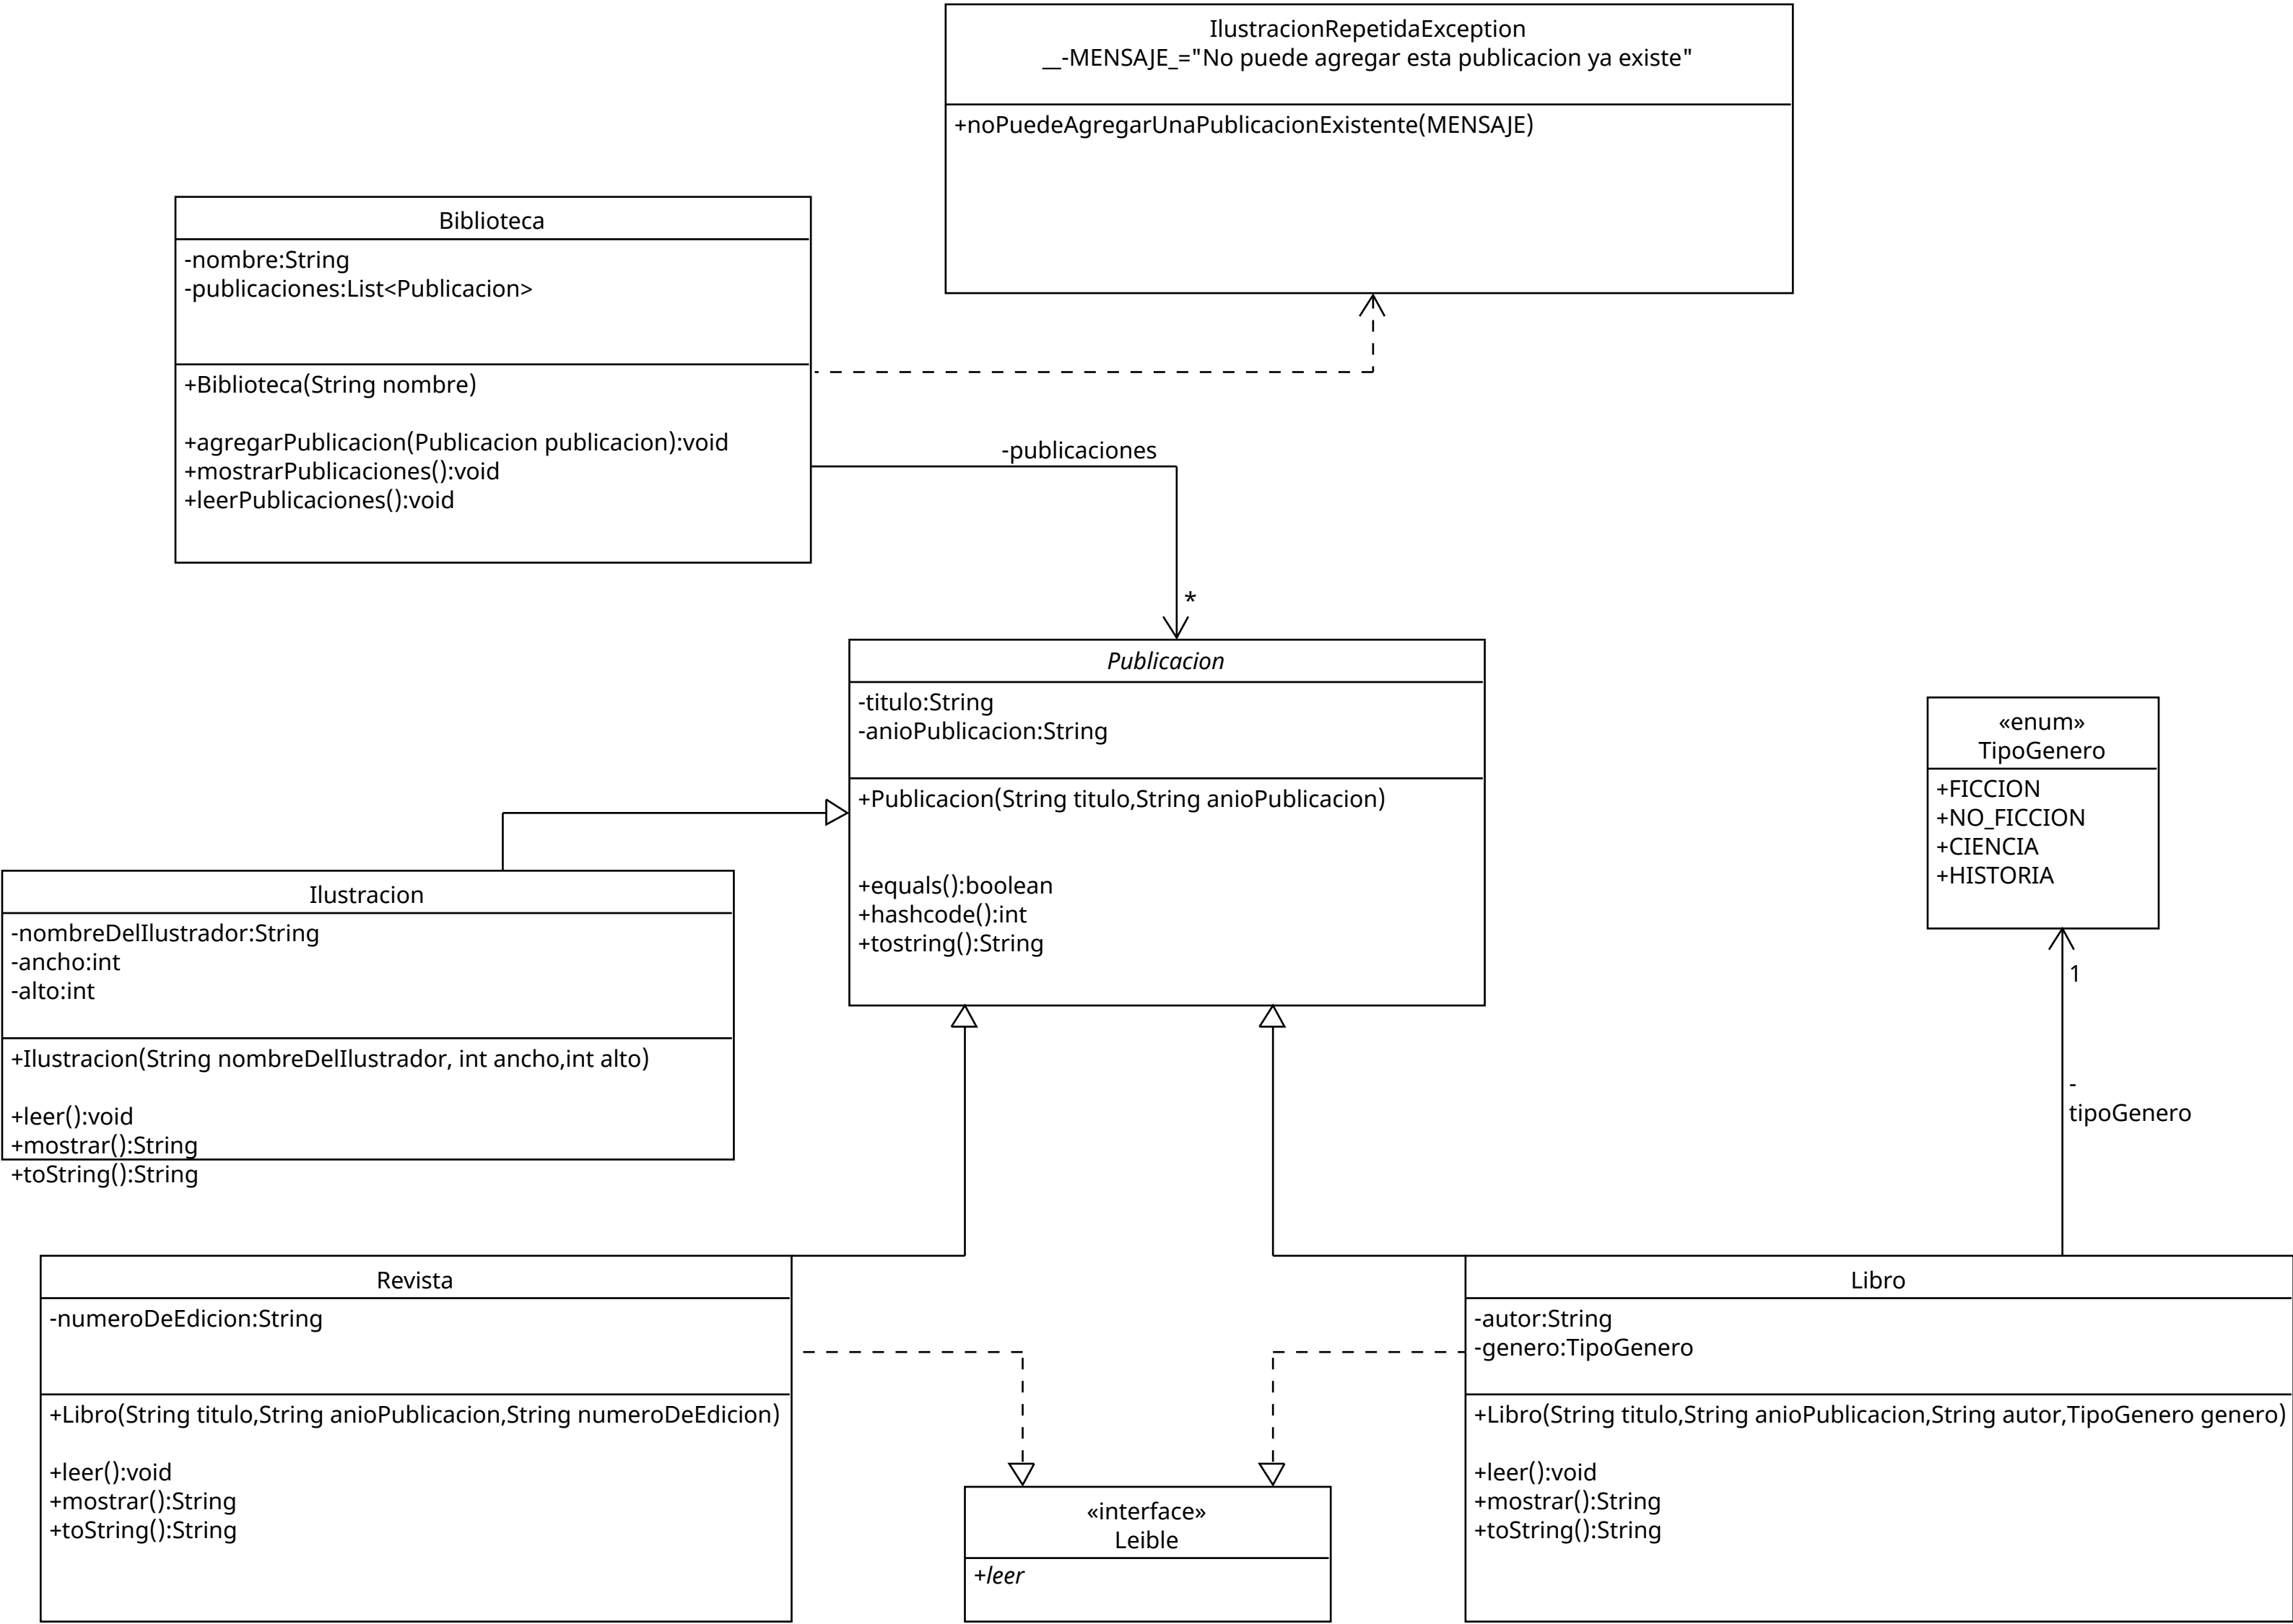 IlustracionRepetidaException
__-MENSAJE_="No puede agregar esta publicacion ya existe"
+noPuedeAgregarUnaPublicacionExistente(MENSAJE)
Biblioteca
-nombre:String
-publicaciones:List<Publicacion>
+Biblioteca(String nombre)
+agregarPublicacion(Publicacion publicacion):void
+mostrarPublicaciones():void
+leerPublicaciones():void
-publicaciones
*
Publicacion
-titulo:String
-anioPublicacion:String
+Publicacion(String titulo,String anioPublicacion)
+equals():boolean
+hashcode():int
+tostring():String
«enum»
TipoGenero
+FICCION
+NO_FICCION
+CIENCIA
+HISTORIA
1
-
tipoGenero
Ilustracion
-nombreDelIlustrador:String
-ancho:int
-alto:int
+Ilustracion(String nombreDelIlustrador, int ancho,int alto)
+leer():void
+mostrar():String
+toString():String
Revista
-numeroDeEdicion:String
+Libro(String titulo,String anioPublicacion,String numeroDeEdicion)
+leer():void
+mostrar():String
+toString():String
«interface»
Leible
+leer
Libro
-autor:String
-genero:TipoGenero
+Libro(String titulo,String anioPublicacion,String autor,TipoGenero genero)
+leer():void
+mostrar():String
+toString():String